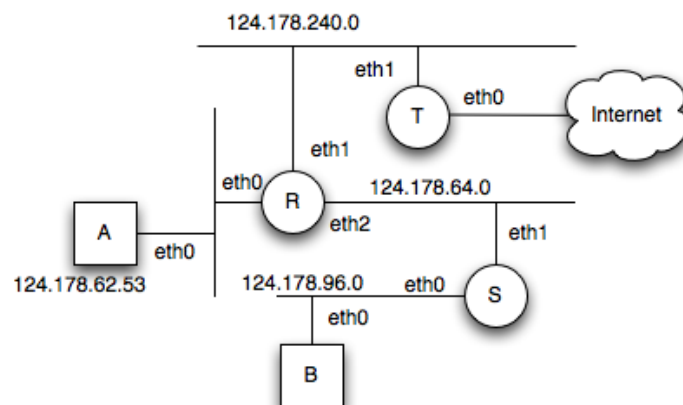 124.178.240.0
eth1
T
eth0
Internet
eth1
eth0
R
124.178.64.0
eth2
A
eth0
eth1
124.178.62.53
124.178.96.0
eth0
S
eth0
B